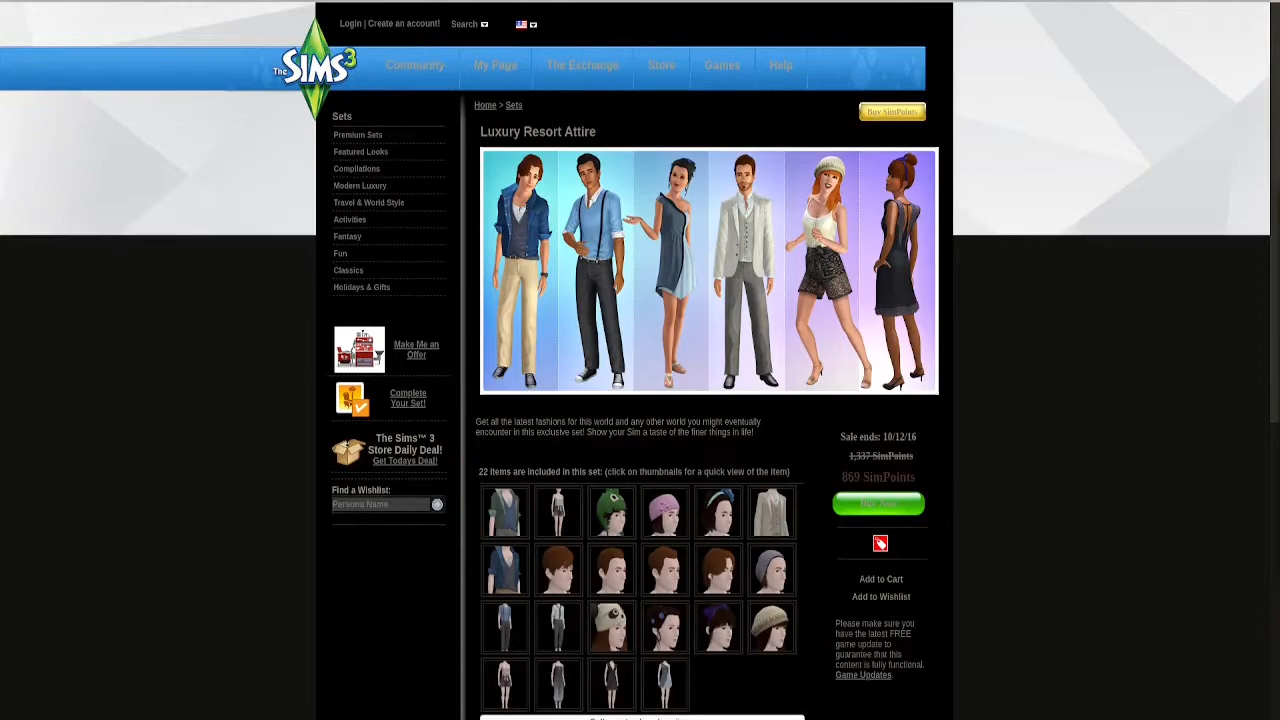 Login | Create an account!
Search
The SIMS 3
Community
My Page
The Exchange
Store
Games
Help
Home > Sets
Buy SimPoints
Sets
Premium Sets
Featured Looks
Compilations
Modern Luxury
Travel & World Style
Activities
Fantasy
Fun
Classics
Holidays & Gifts
Make Me an
Offer
Complete
Your Set!
The Sims™ 3
Store Daily Deal!
Get Todays Deal!
Find a Wishlist:
Persona Name
Luxury Resort Attire
Get all the latest fashions for this world and any other world you might eventually
encounter in this exclusive set! Show your Sim a taste of the finer things in life!
22 items are included in this set: (click on thumbnails for a quick view of the item)
Sale ends: 10/12/16
1,337 SimPoints
869 SimPoints
Buy Now
Add to Cart
Add to Wishlist
Please make sure you
have the latest FREE
game update to
guarantee that this
content is fully functional.
Game Updates.